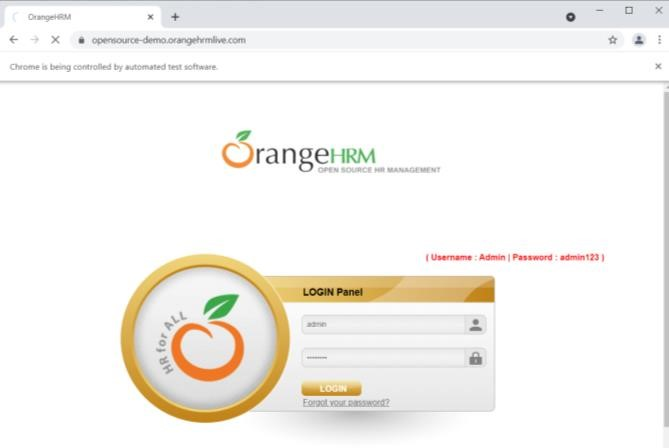 OrangeHRM
opensource-demo.orangehrmlive.com
Chrome is being controlled by automated test software.
OrangeHRM
OPEN SOURCE HR MANAGEMENT
( Username : Admin | Password : admin123 )
LOGIN Panel
HR for ALL
admin
LOGIN
Forgot your password?